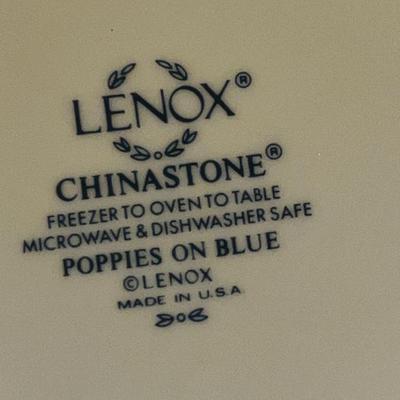 LENOX®
CHINASTONE®
FREEZER TO OVEN TO TABLE
MICROWAVE & DISHWASHER SAFE
POPPIES ON BLUE
©LENOX
MADE IN U.S.A.